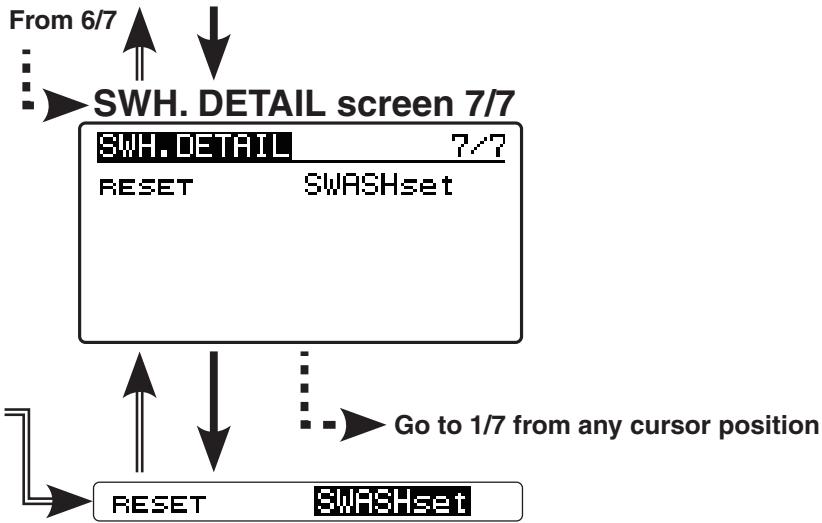 From 6/7
SWH. DETAIL screen 7/7
SWH.DETAIL 7/7
RESET SWASHset
Go to 1/7 from any cursor position
RESET SWASHset